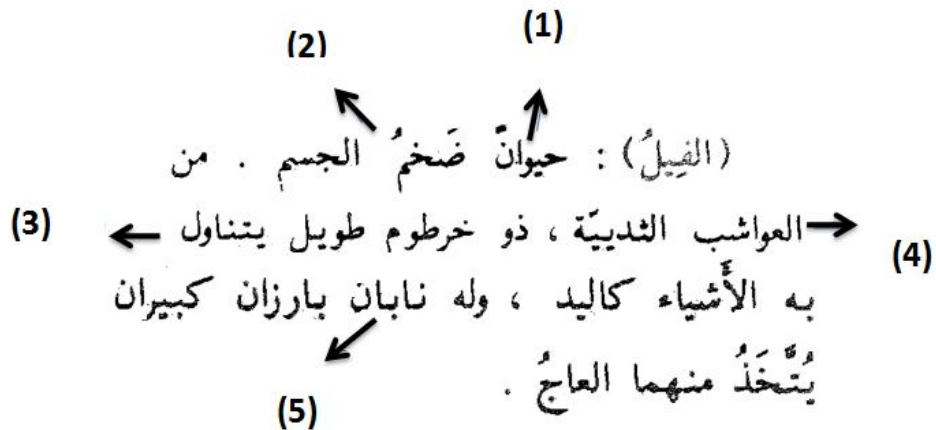 (1)
(2)
(الفِيلُ) : حيوانٌ ضَخمُ الجسم . من
العواشب الثدييّة ، ذو خرطوم طويل يتناول
(3)
(4)
به الأَشياء كاليد ، وله نابان بارزان كبيران
يُتَّخَذُ منهما العاجُ .
(5)